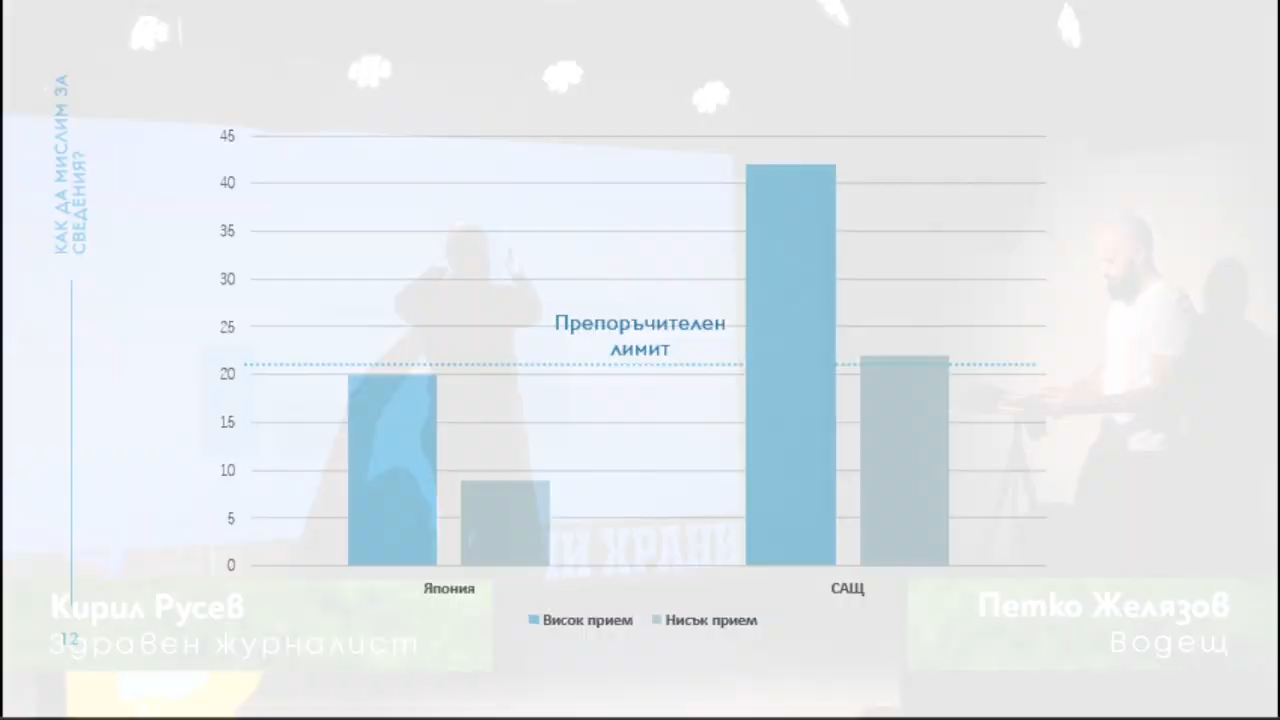 КАК ДА МИСЛИМ ЗА
СВЕДЕНИЯ?
45
40
35
30
25
20
15
10
5
0
Препоръчителен
лимит
Япония
САЩ
Висок прием
Нисък прием
И ХРАНИ
Кирил Русев
Здравен журналист
12
Петко Желязов
Водещ